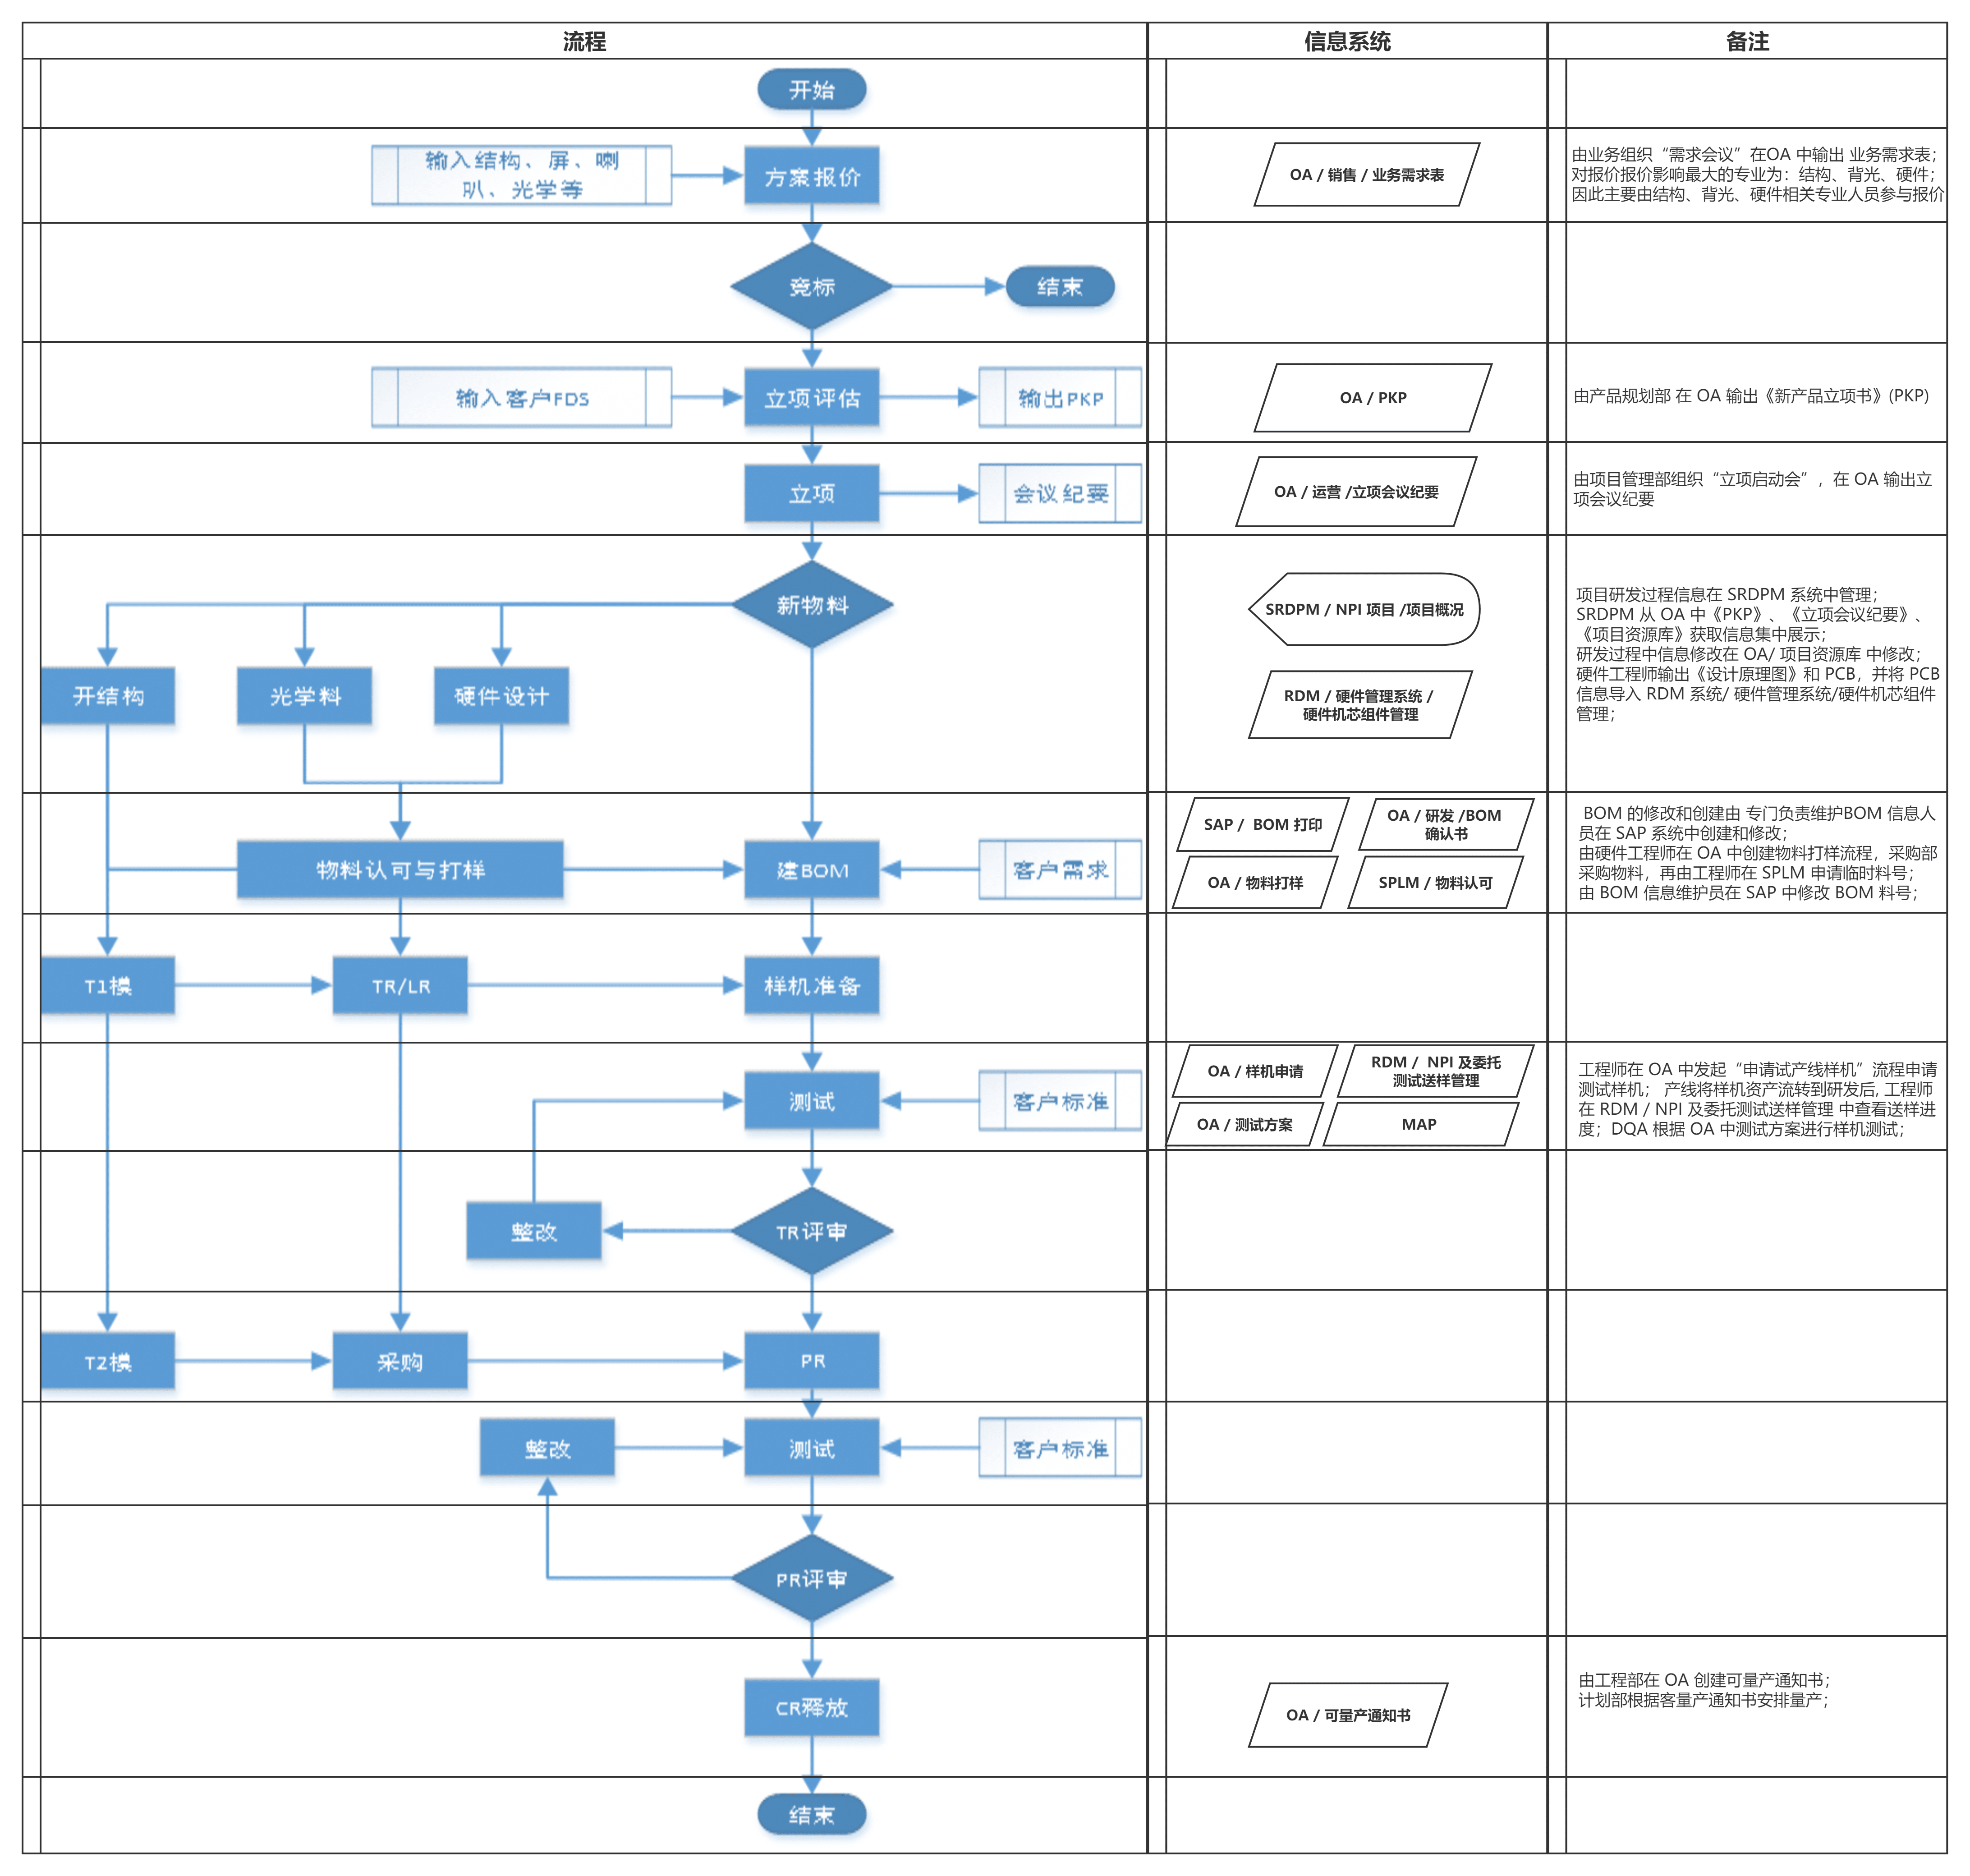 流程
信息系统
备注
开始
输入结构、屏、喇
叭、光学等
方案报价
OA / 销售 / 业务需求表
由业务组织“需求会议”在OA 中输出 业务需求表；
对报价报价影响最大的专业为：结构、背光、硬件；
因此主要由结构、背光、硬件相关专业人员参与报价
竞标
结束
输入客户FDS
立项评估
输出PKP
OA / PKP
由产品规划部 在 OA 输出《新产品立项书》(PKP)
立项
会议纪要
OA / 运营 /立项会议纪要
由项目管理部组织“立项启动会”，在 OA 输出立
项会议纪要
新物料
开结构
光学料
硬件设计
SRDPM / NPI 项目 /项目概况
RDM / 硬件管理系统 /
硬件机芯组件管理
项目研发过程信息在 SRDPM 系统中管理；
SRDPM 从 OA 中《PKP》、《立项会议纪要》、
《项目资源库》获取信息集中展示；
研发过程中信息修改在 OA/ 项目资源库 中修改；
硬件工程师输出《设计原理图》和 PCB，并将 PCB
信息导入 RDM 系统/ 硬件管理系统/硬件机芯组件
管理；
物料认可与打样
建BOM
客户需求
SAP / BOM 打印
OA / 研发 /BOM
确认书
OA / 物料打样
SPLM / 物料认可
BOM 的修改和创建由 专门负责维护BOM 信息人
员在 SAP 系统中创建和修改；
由硬件工程师在 OA 中创建物料打样流程，采购部
采购物料，再由工程师在 SPLM 申请临时料号；
由 BOM 信息维护员在 SAP 中修改 BOM 料号；
T1模
TR/LR
样机准备
测试
客户标准
OA / 样机申请
RDM / NPI 及委托
测试送样管理
OA / 测试方案
MAP
工程师在 OA 中发起“申请试产线样机”流程申请
测试样机； 产线将样机资产流转到研发后, 工程师
在 RDM / NPI 及委托测试送样管理 中查看送样进
度；DQA 根据 OA 中测试方案进行样机测试；
整改
TR评审
T2模
采购
PR
整改
测试
客户标准
PR评审
CR释放
OA / 可量产通知书
由工程部在 OA 创建可量产通知书；
计划部根据客量产通知书安排量产；
结束